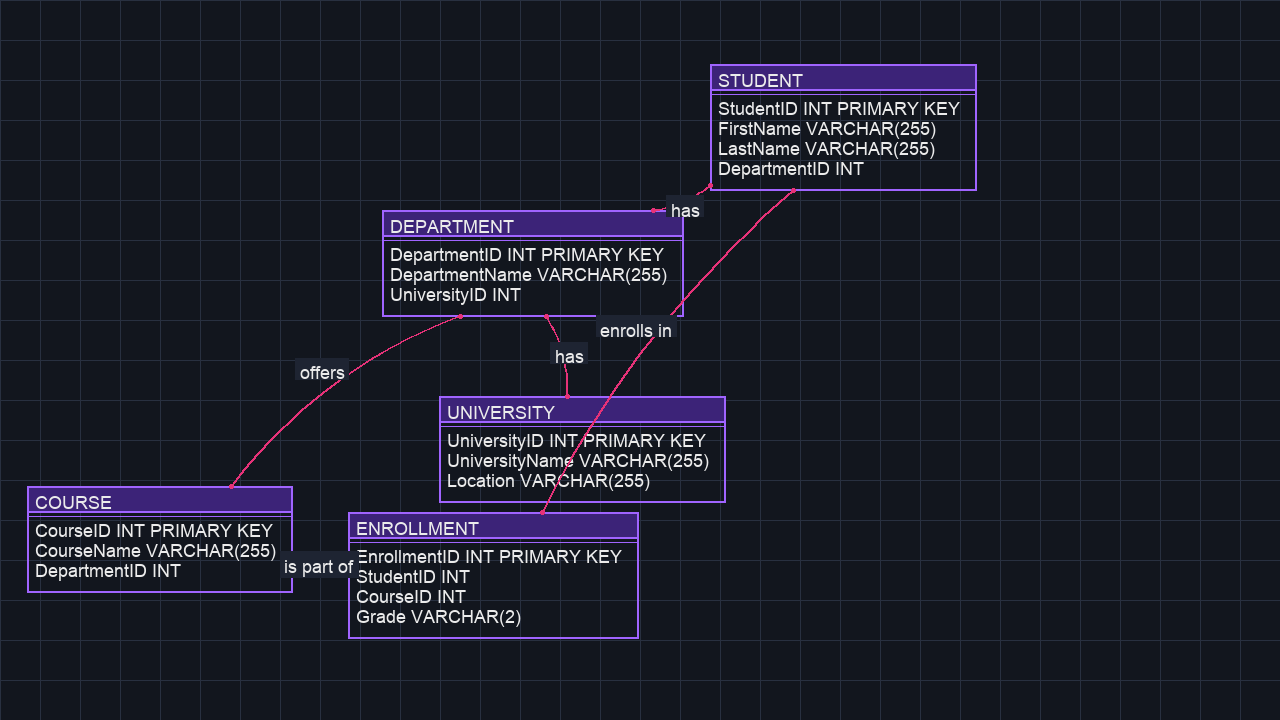 STUDENT
StudentID INT PRIMARY KEY
FirstName VARCHAR(255)
LastName VARCHAR(255)
DepartmentID INT
has
DEPARTMENT
DepartmentID INT PRIMARY KEY
DepartmentName VARCHAR(255)
UniversityID INT
enrolls in
has
offers
UNIVERSITY
UniversityID INT PRIMARY KEY
UniversityName VARCHAR(255)
Location VARCHAR(255)
COURSE
CourseID INT PRIMARY KEY
CourseName VARCHAR(255)
DepartmentID INT
is part of
ENROLLMENT
EnrollmentID INT PRIMARY KEY
StudentID INT
CourseID INT
Grade VARCHAR(2)